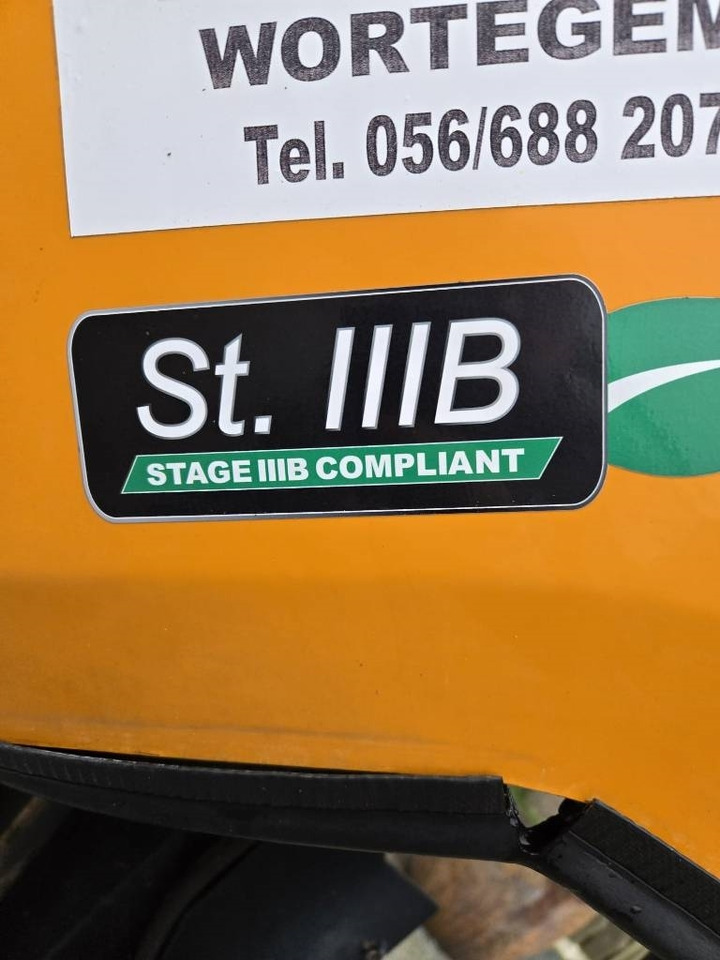 WORTEGEM
Tel. 056/688 207
St. IIIB
STAGE IIIB COMPLIANT